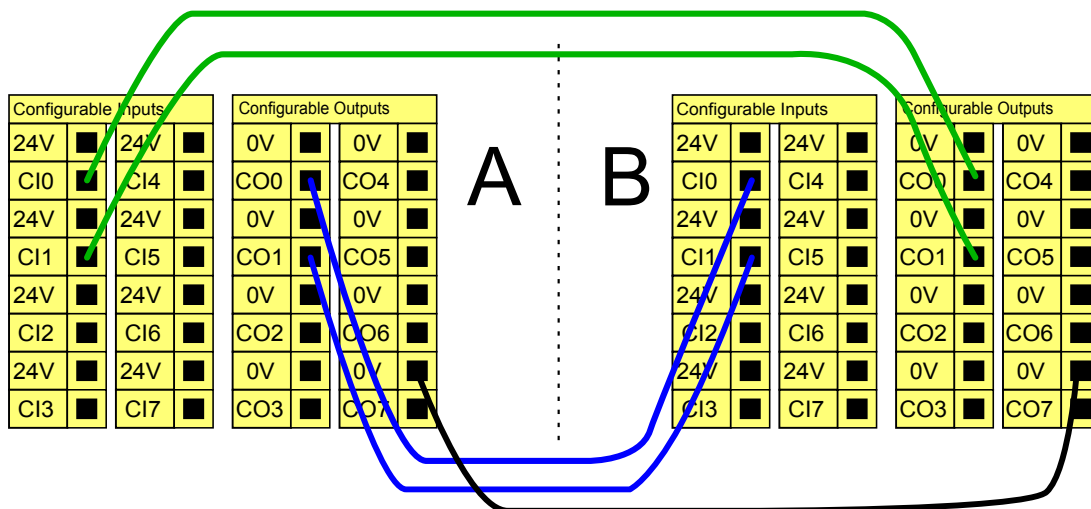 Configurable Inputs
24V 24V
CI0 CI4
24V 24V
CI1 CI5
24V 24V
CI2 CI6
24V 24V
CI3 CI7
Configurable Outputs
0V 0V
CO0 CO4
0V 0V
CO1 CO5
0V 0V
CO2 CO6
0V 0V
CO3 CO7
A
B
Configurable Inputs
24V 24V
CI0 CI4
24V 24V
CI1 CI5
24V 24V
CI2 CI6
24V 24V
CI3 CI7
Configurable Outputs
0V 0V
CO0 CO4
0V 0V
CO1 CO5
0V 0V
CO2 CO6
0V 0V
CO3 CO7